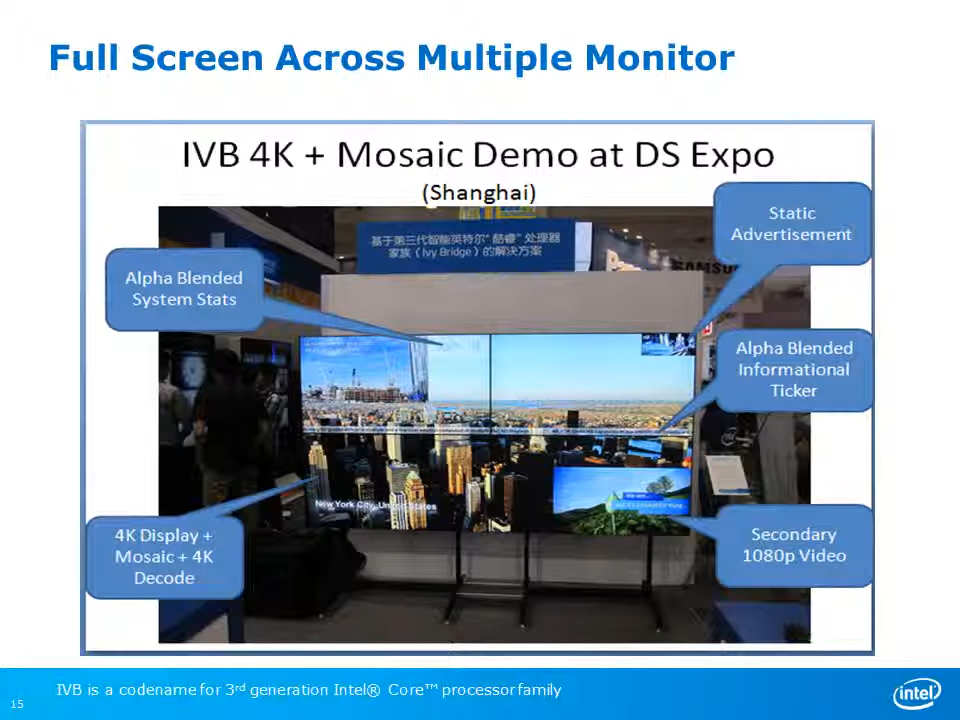 Full Screen Across Multiple Monitor
IVB 4K + Mosaic Demo at DS Expo
(Shanghai)
Static
Advertisement
基于第三代智能英特尔“酷睿”处理器
家族（Ivy Bridge）的解决方案
SAMSU
Alpha Blended
System Stats
Alpha Blended
Informational
Ticker
New York City, United States
4K Display +
Mosaic + 4K
Decode
Secondary
1080p Video
IVB is a codename for 3rd generation Intel® Core™ processor family
15
intel